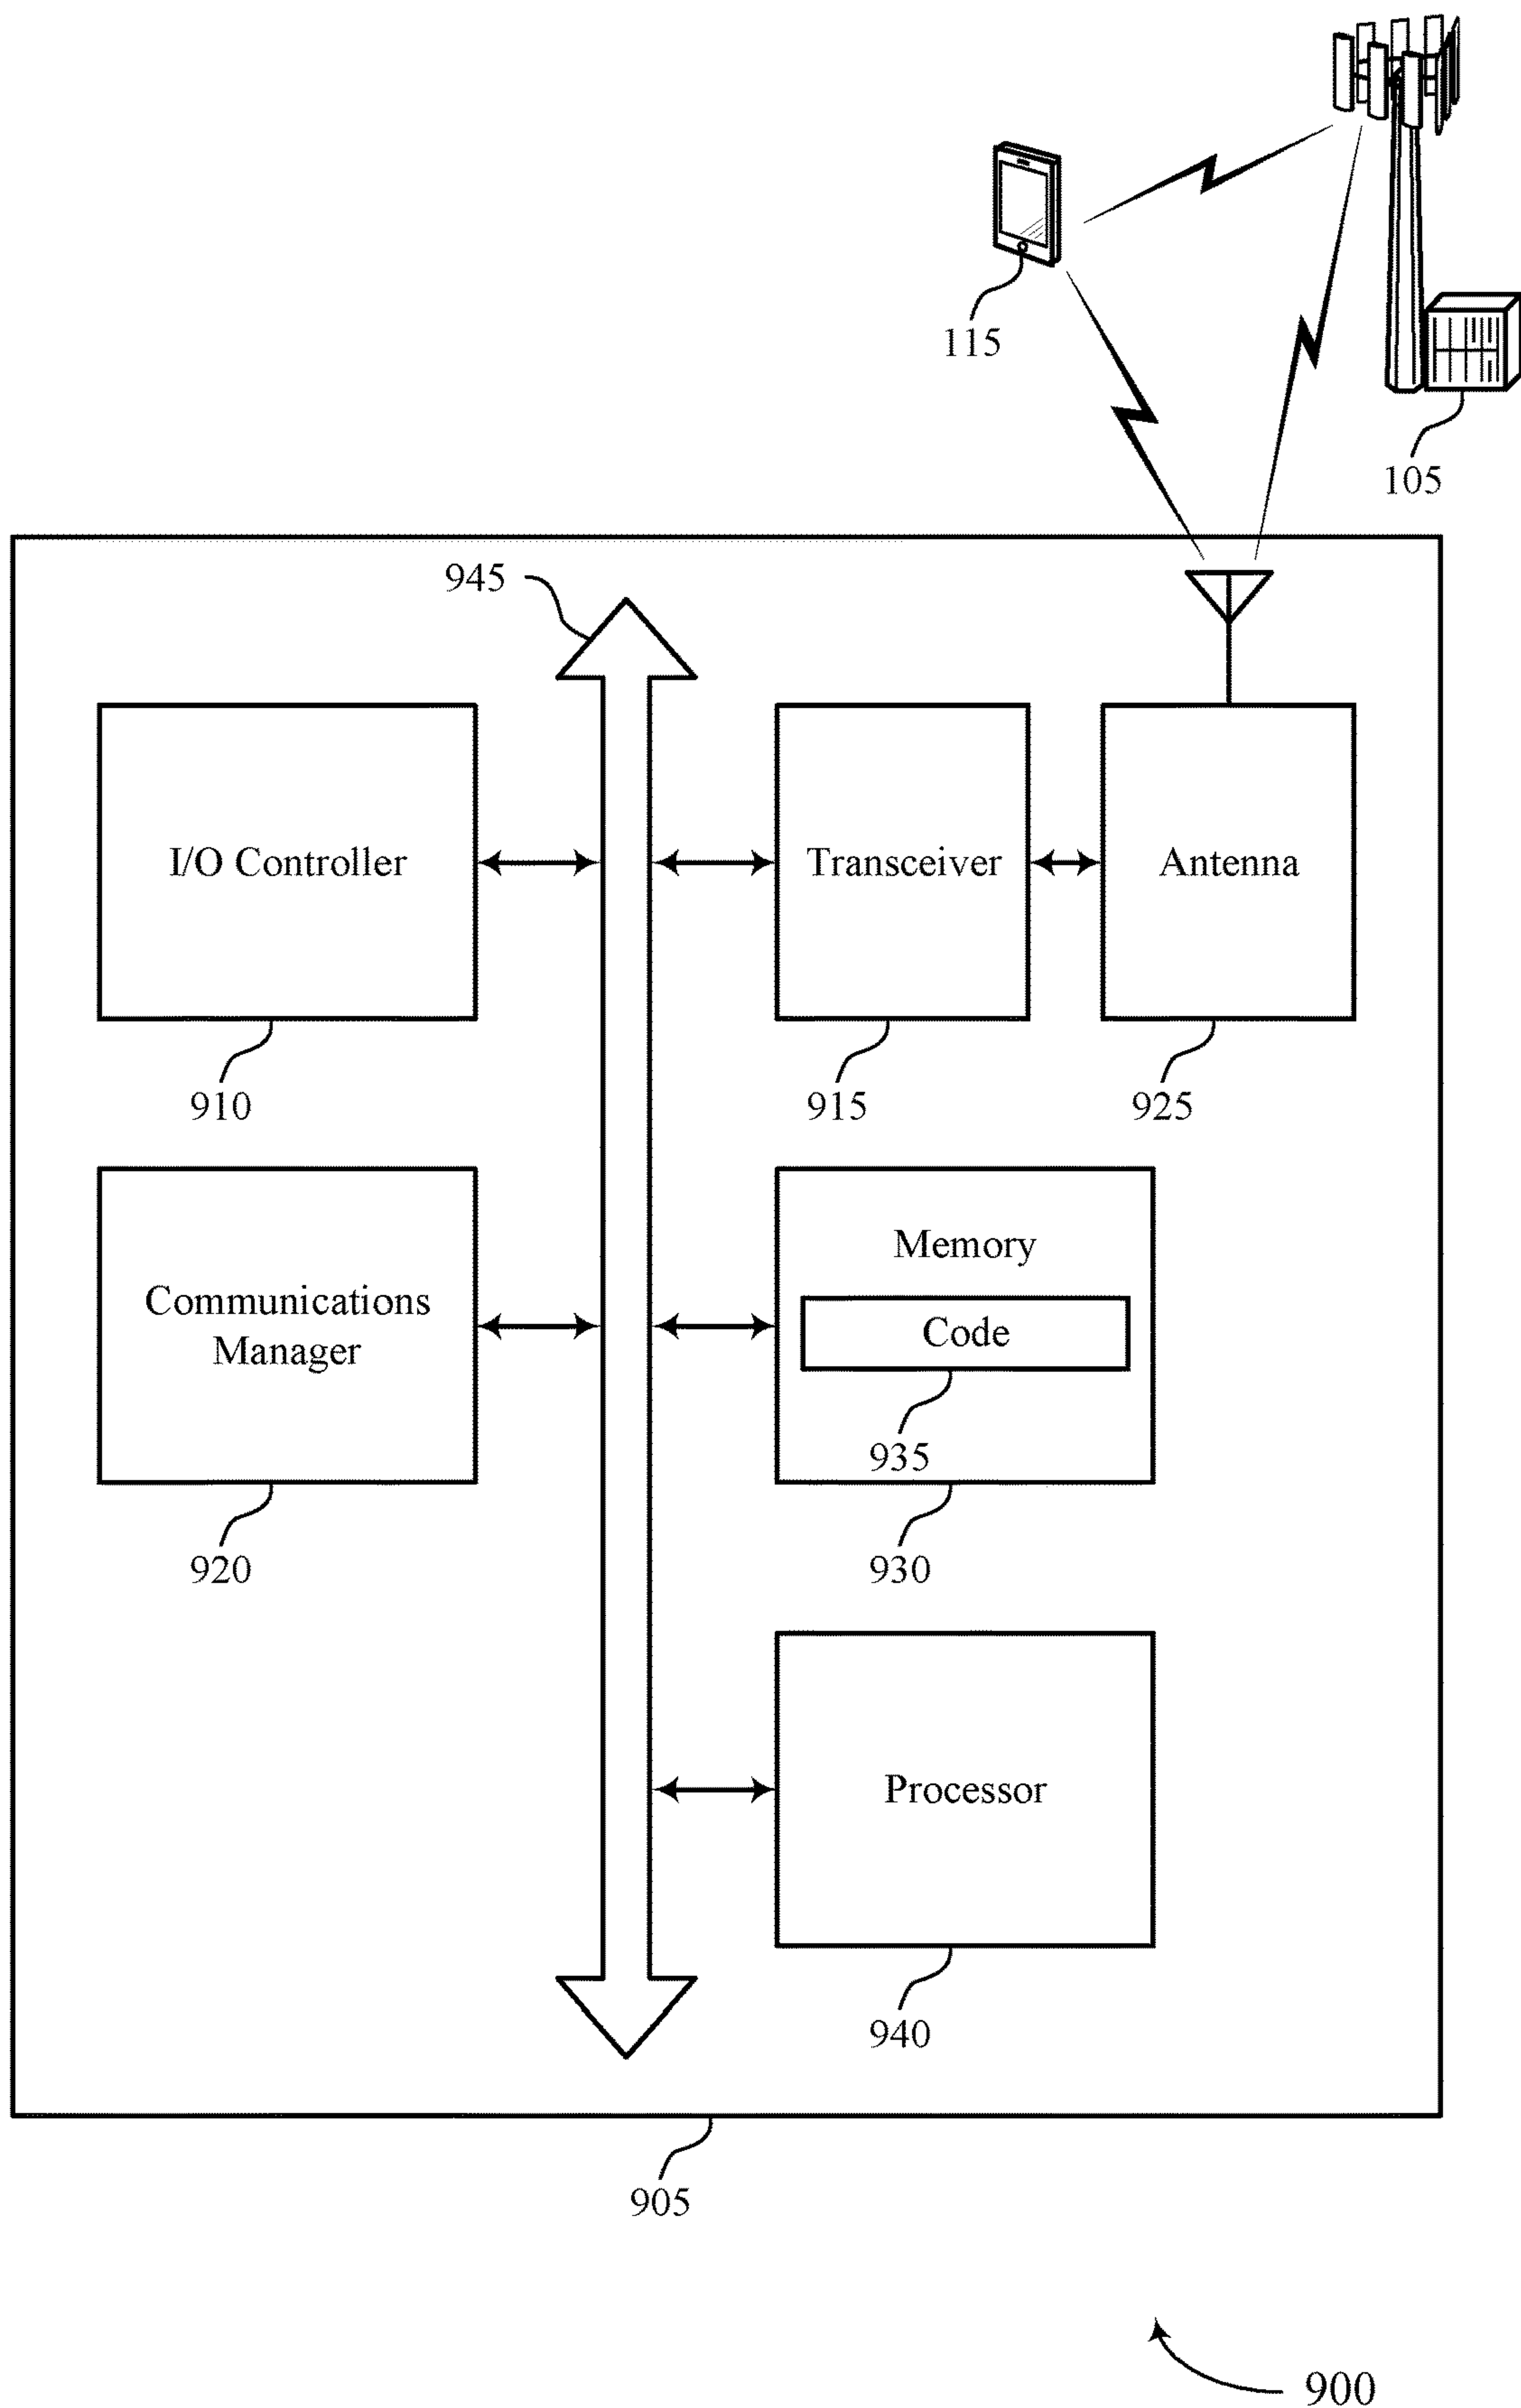 115
105
945
I/O Controller
Transceiver
Antenna
910
915
925
Communications
Manager
Memory
Code
935
920
930
Processor
940
905
900